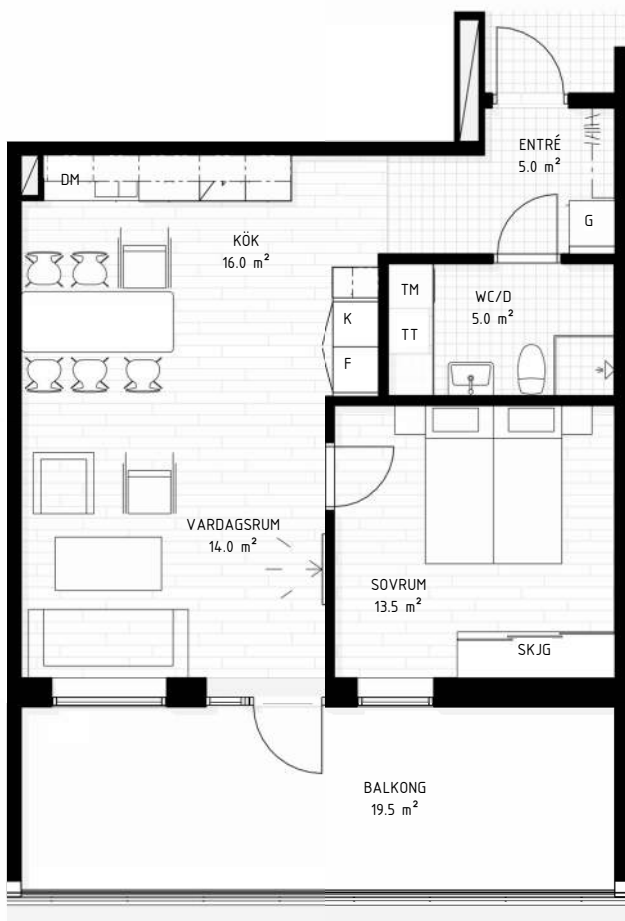 ENTRÉ
5.0 m²
DM
G
KÖK
16.0 m²
TM
WC/D
5.0 m²
K
TT
F
VARDAGSRUM
14.0 m²
SOVRUM
13.5 m²
SKJG
BALKONG
19.5 m²